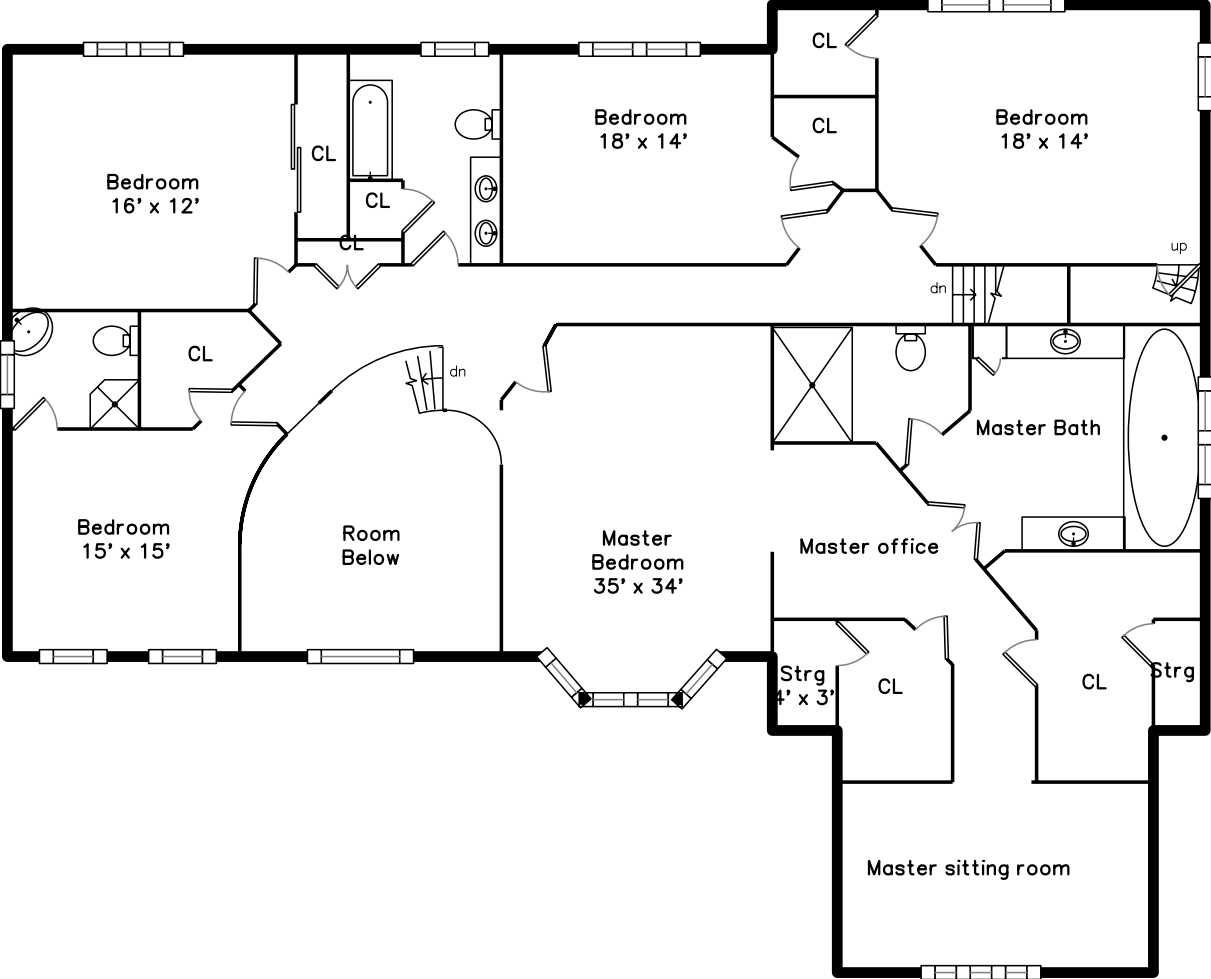 CL
Bedroom
18' x 14'
Bedroom
18' x 14'
CL
CL
Bedroom
16' x 12'
CL
CL
up
dn
CL
dn
Master Bath
Bedroom
15' x 15'
Room
Below
Master
Bedroom
35' x 34'
Master office
Strg
4' x 3'
CL
CL
Strg
Master sitting room